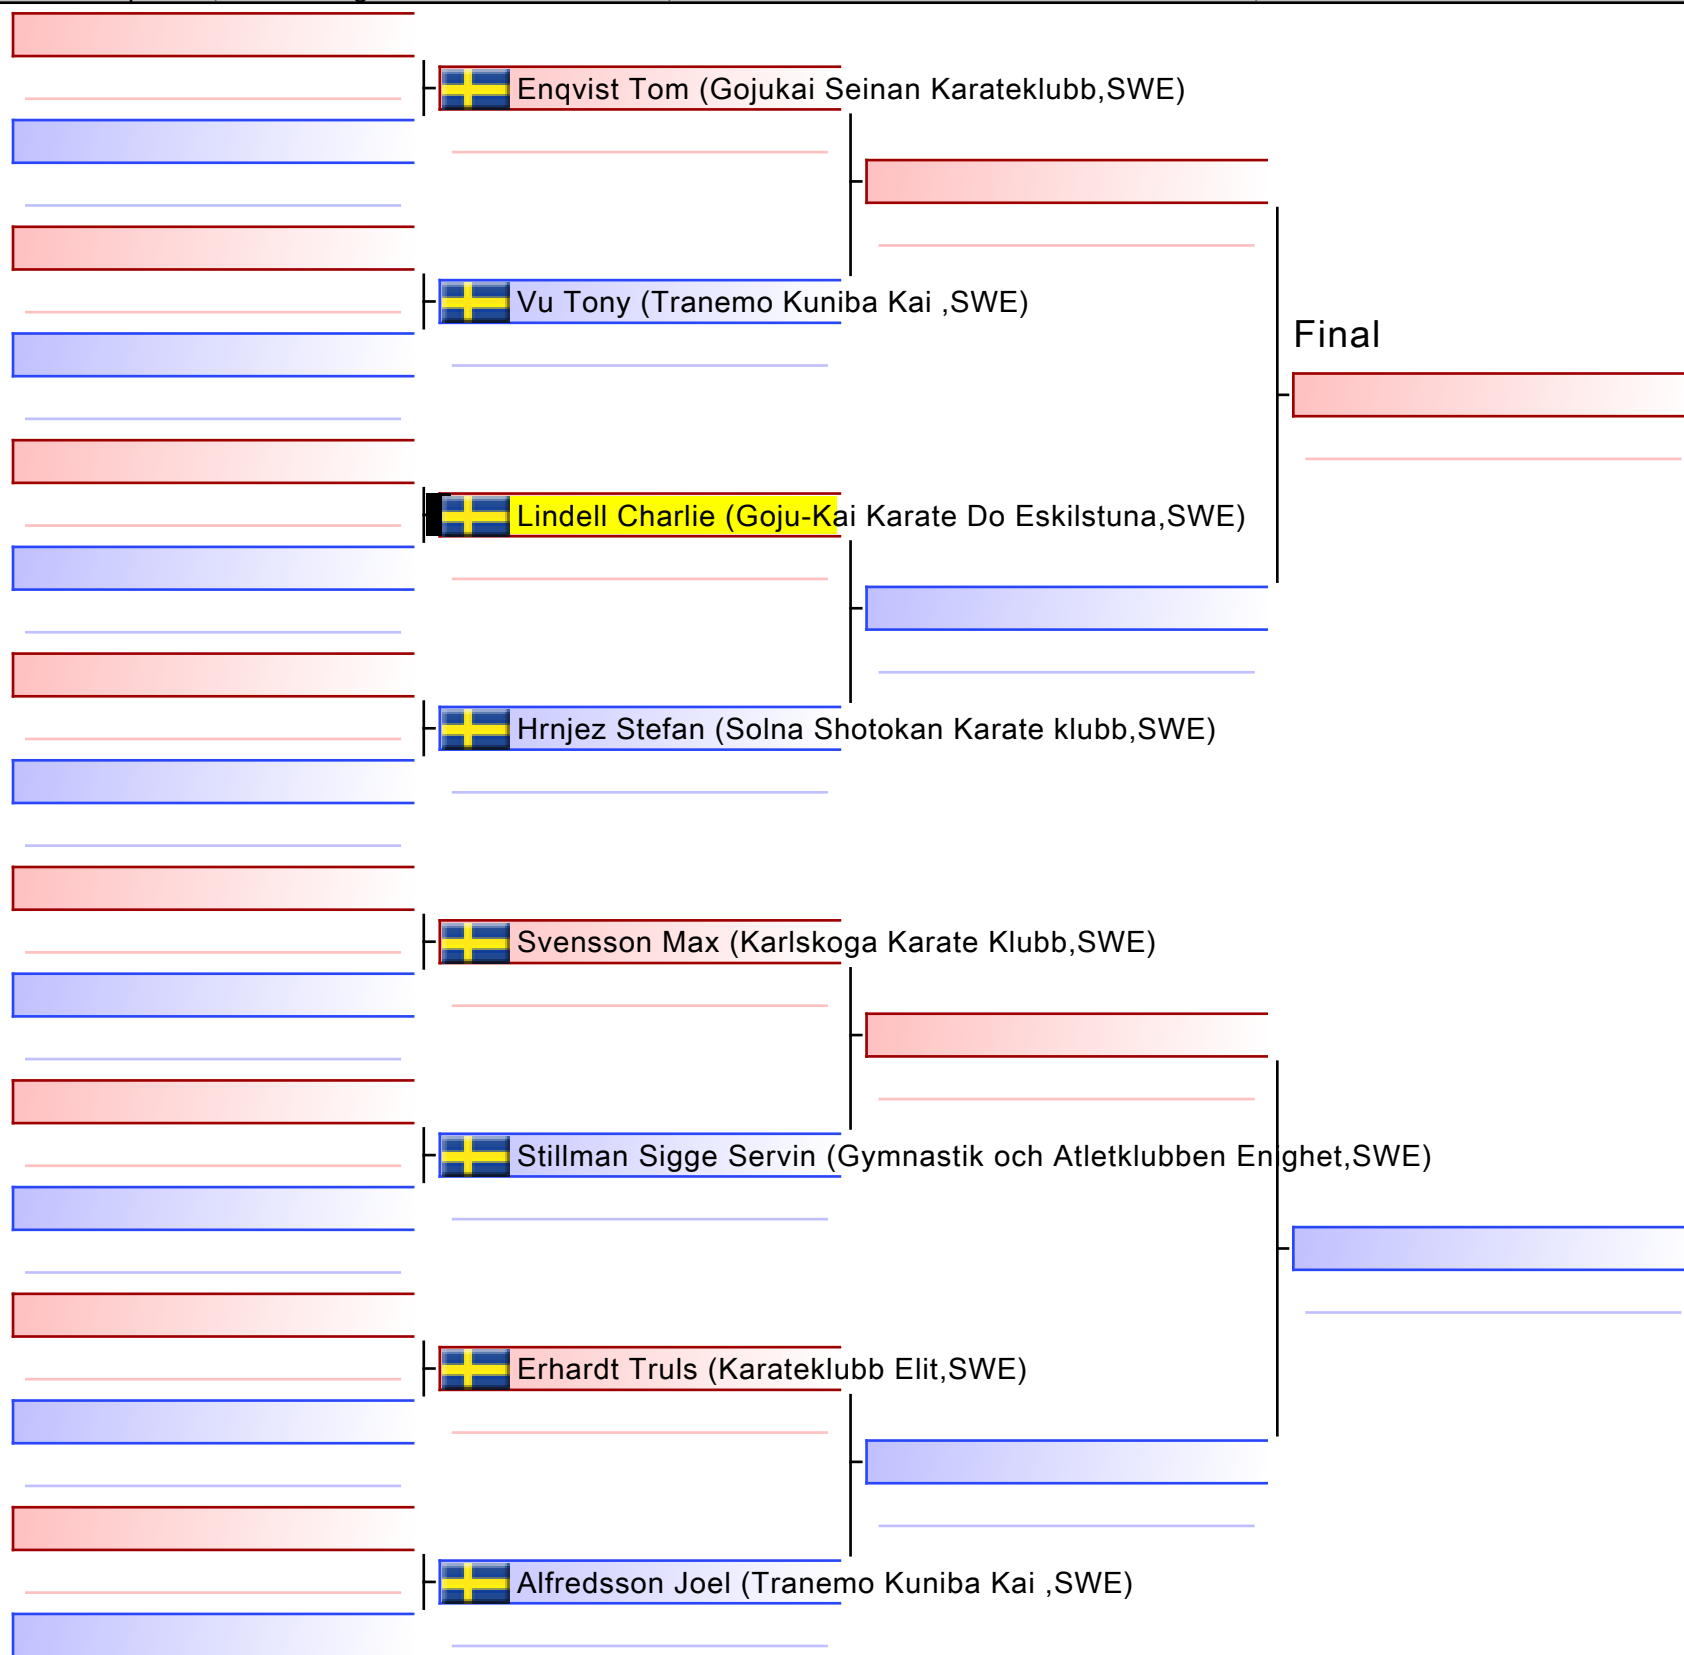 Enqvist Tom (Gojukai Seinan Karateklubb,SWE)
Vu Tony (Tranemo Kuniba Kai ,SWE)
Final
Lindell Charlie (Goju-Kai Karate Do Eskilstuna,SWE)
Hrnjez Stefan (Solna Shotokan Karate klubb,SWE)
Svensson Max (Karlskoga Karate Klubb,SWE)
Stillman Sigge Servin (Gymnastik och Atletklubben Enighet,SWE)
Erhardt Truls (Karateklubb Elit,SWE)
Alfredsson Joel (Tranemo Kuniba Kai ,SWE)